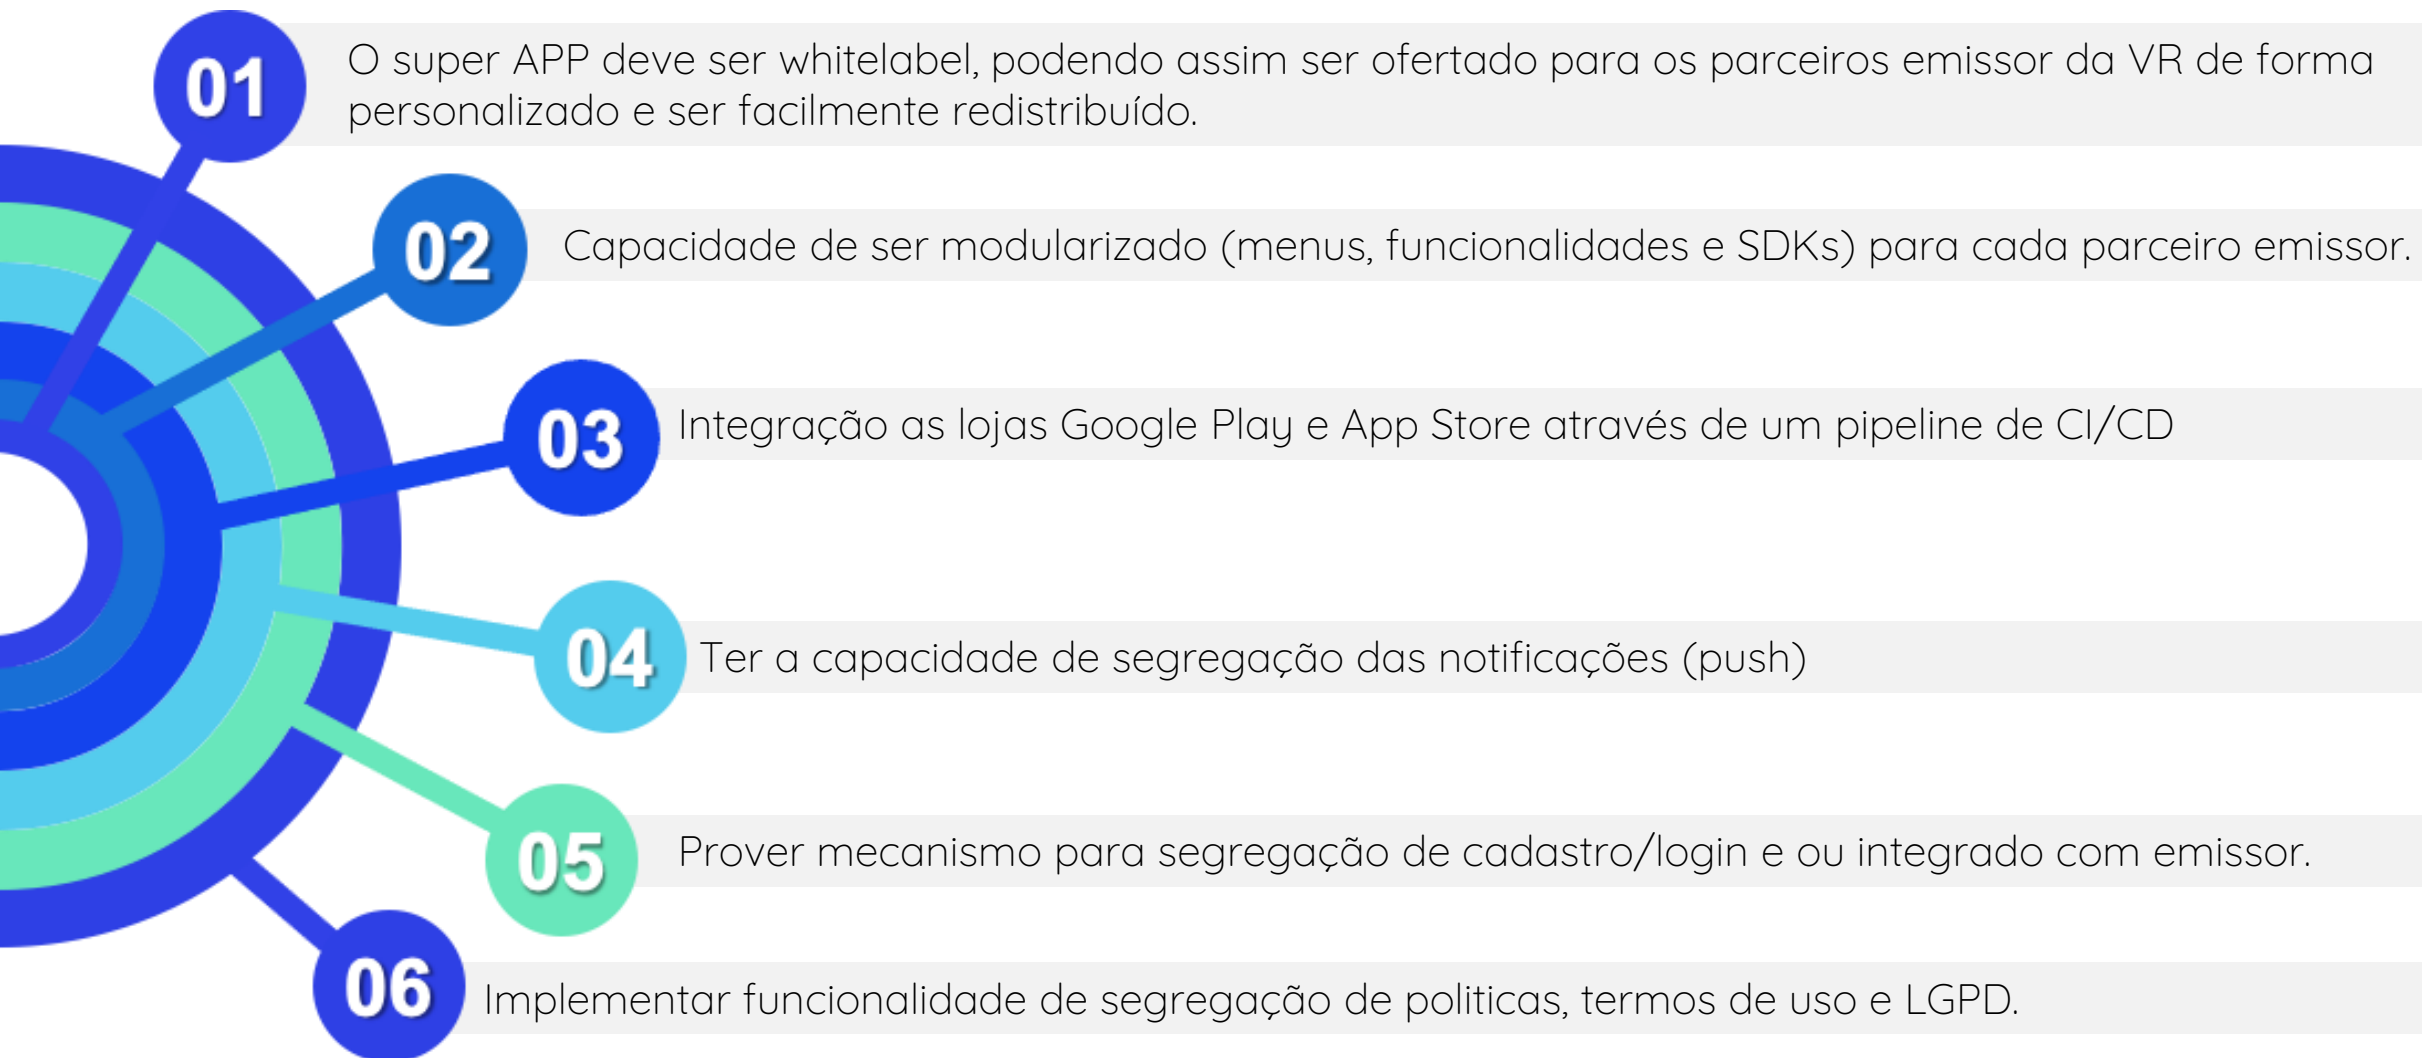 01
O super APP deve ser whitelabel, podendo assim ser ofertado para os parceiros emissor da VR de forma
personalizado e ser facilmente redistribuído.
02
Capacidade de ser modularizado (menus, funcionalidades e SDKs) para cada parceiro emissor.
03
Integração as lojas Google Play e App Store através de um pipeline de CI/CD
04
Ter a capacidade de segregação das notificações (push)
05
Prover mecanismo para segregação de cadastro/login e ou integrado com emissor.
06
Implementar funcionalidade de segregação de politicas, termos de uso e LGPD.